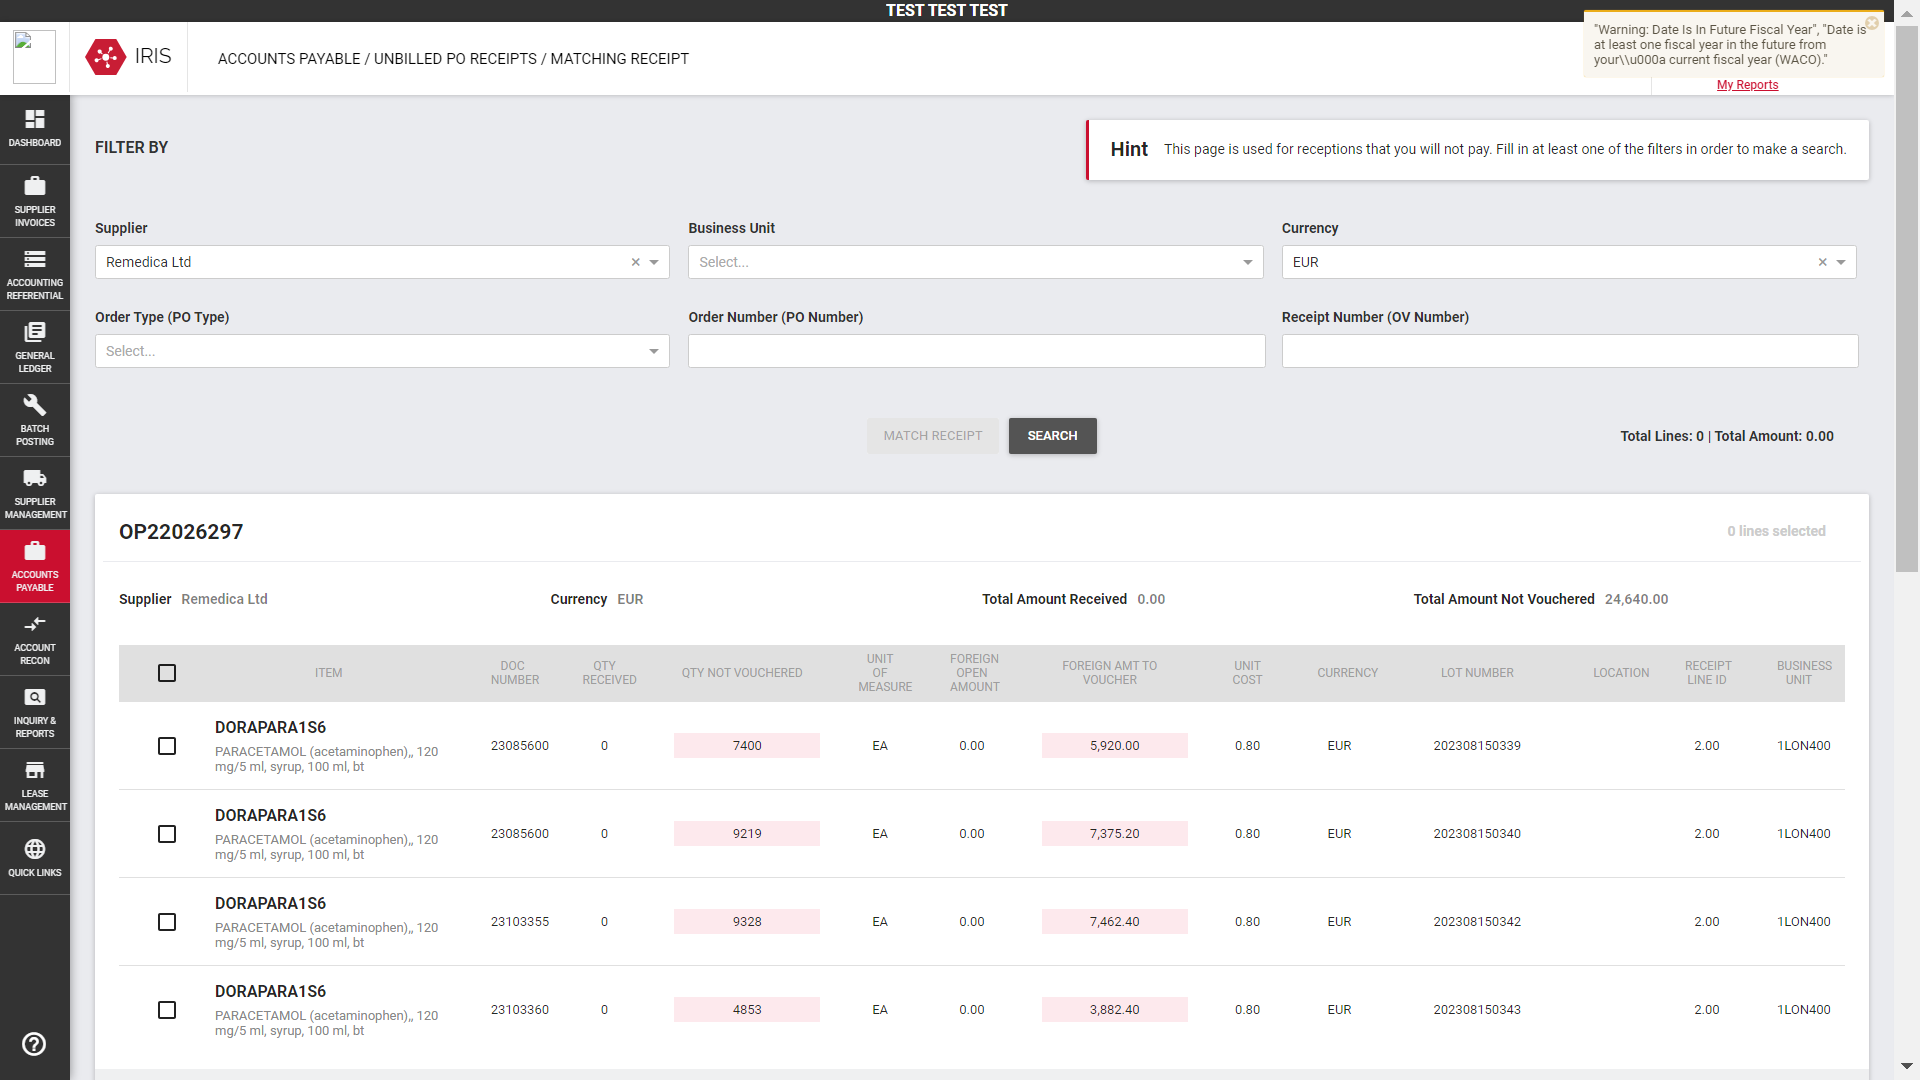 TEST TEST TEST
"Warning: Date Is In Future Fiscal Year", "Date is
at least one fiscal year in the future from
your\\u000a current fiscal year (WACO)."
IRIS
ACCOUNTS PAYABLE / UNBILLED PO RECEIPTS / MATCHING RECEIPT
My Reports
DASHBOARD
SUPPLIER
INVOICES
ACCOUNTING
REFERENTIAL
GENERAL
LEDGER
BATCH
POSTING
SUPPLIER
MANAGEMENT
ACCOUNTS
PAYABLE
ACCOUNT
RECON
INQUIRY &
REPORTS
LEASE
MANAGEMENT
QUICK LINKS
FILTER BY
Hint This page is used for receptions that you will not pay. Fill in at least one of the filters in order to make a search.
Supplier Business Unit Currency
Remedica Ltd Select... EUR
Order Type (PO Type) Order Number (PO Number) Receipt Number (OV Number)
Select...
MATCH RECEIPT SEARCH Total Lines: 0 | Total Amount: 0.00
OP22026297 0 lines selected
Supplier Remedica Ltd Currency EUR Total Amount Received 0.00 Total Amount Not Vouchered 24,640.00
ITEM DOC NUMBER QTY RECEIVED QTY NOT VOUCHERED UNIT OF MEASURE FOREIGN OPEN AMOUNT FOREIGN AMT TO VOUCHER UNIT COST CURRENCY LOT NUMBER LOCATION RECEIPT LINE ID BUSINESS UNIT
DORAPARA1S6
PARACETAMOL (acetaminophen),, 120 23085600 0 7400 EA 0.00 5,920.00 0.80 EUR 202308150339 2.00 1LON400
mg/5 ml, syrup, 100 ml, bt
DORAPARA1S6
PARACETAMOL (acetaminophen),, 120 23085600 0 9219 EA 0.00 7,375.20 0.80 EUR 202308150340 2.00 1LON400
mg/5 ml, syrup, 100 ml, bt
DORAPARA1S6
PARACETAMOL (acetaminophen),, 120 23103355 0 9328 EA 0.00 7,462.40 0.80 EUR 202308150342 2.00 1LON400
mg/5 ml, syrup, 100 ml, bt
DORAPARA1S6
PARACETAMOL (acetaminophen),, 120 23103360 0 4853 EA 0.00 3,882.40 0.80 EUR 202308150343 2.00 1LON400
mg/5 ml, syrup, 100 ml, bt